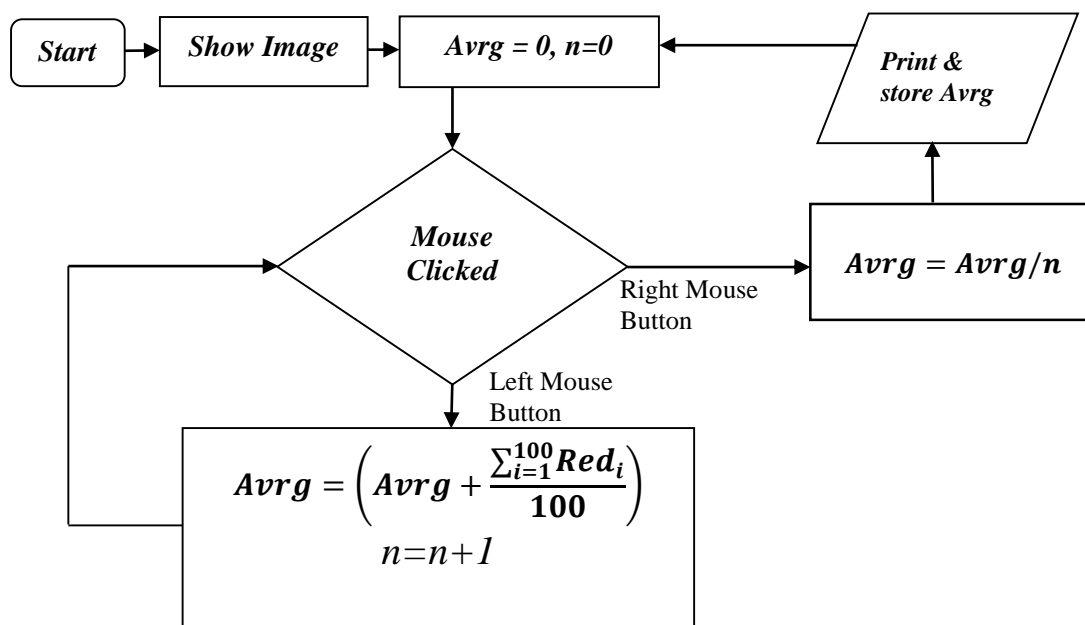 Start
Show Image
Avrg = 0, n=0
Print &
store Avrg
Mouse
Clicked
Right Mouse
Button
Avrg = Avrg/n
Left Mouse
Button
Avrg = (Avrg + ∑_{i=1}^{100} Red_i / 100)
n=n+1